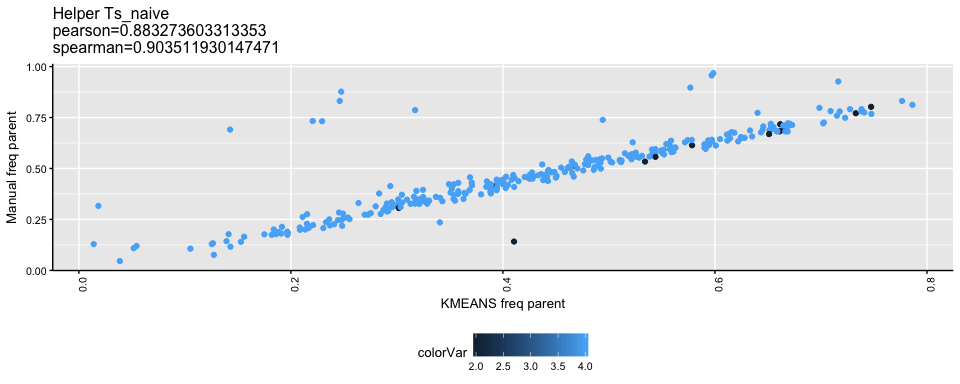 Helper Ts_naive
pearson=0.883273603313353
spearman=0.903511930147471
1.00
0.75
0.50
0.25
0.00
Manual freq parent
0.0
0.2
0.4
0.6
0.8
KMEANS freq parent
colorVar
2.0 2.5 3.0 3.5 4.0